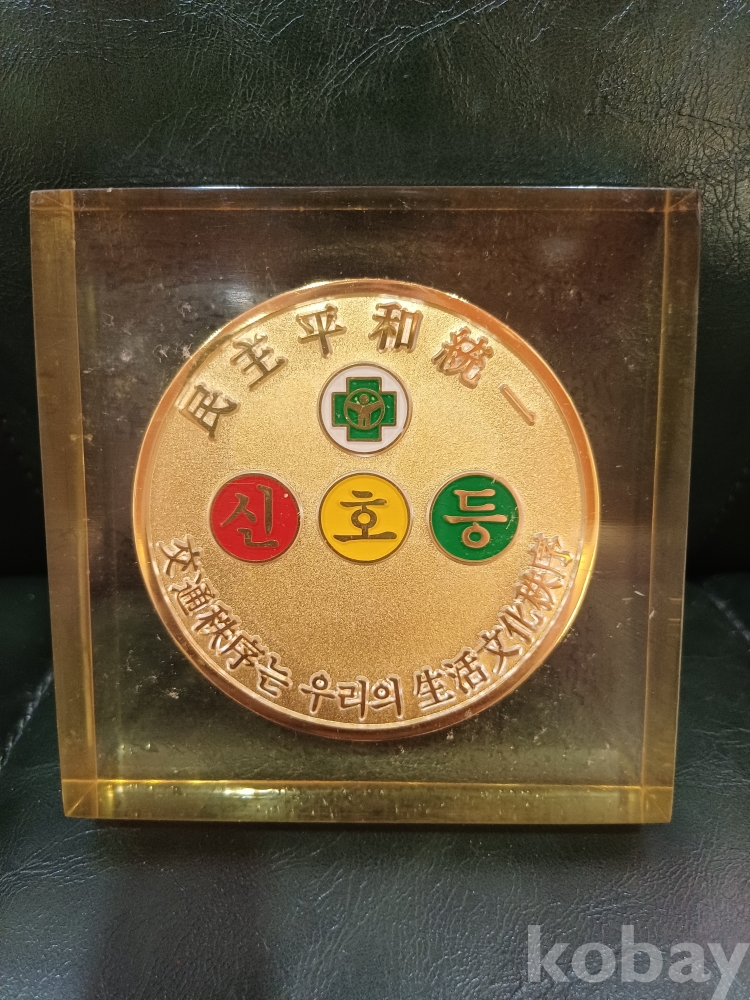 民主平和統一
신호등
交通秩序는 우리의 生活文化秩序
kobay